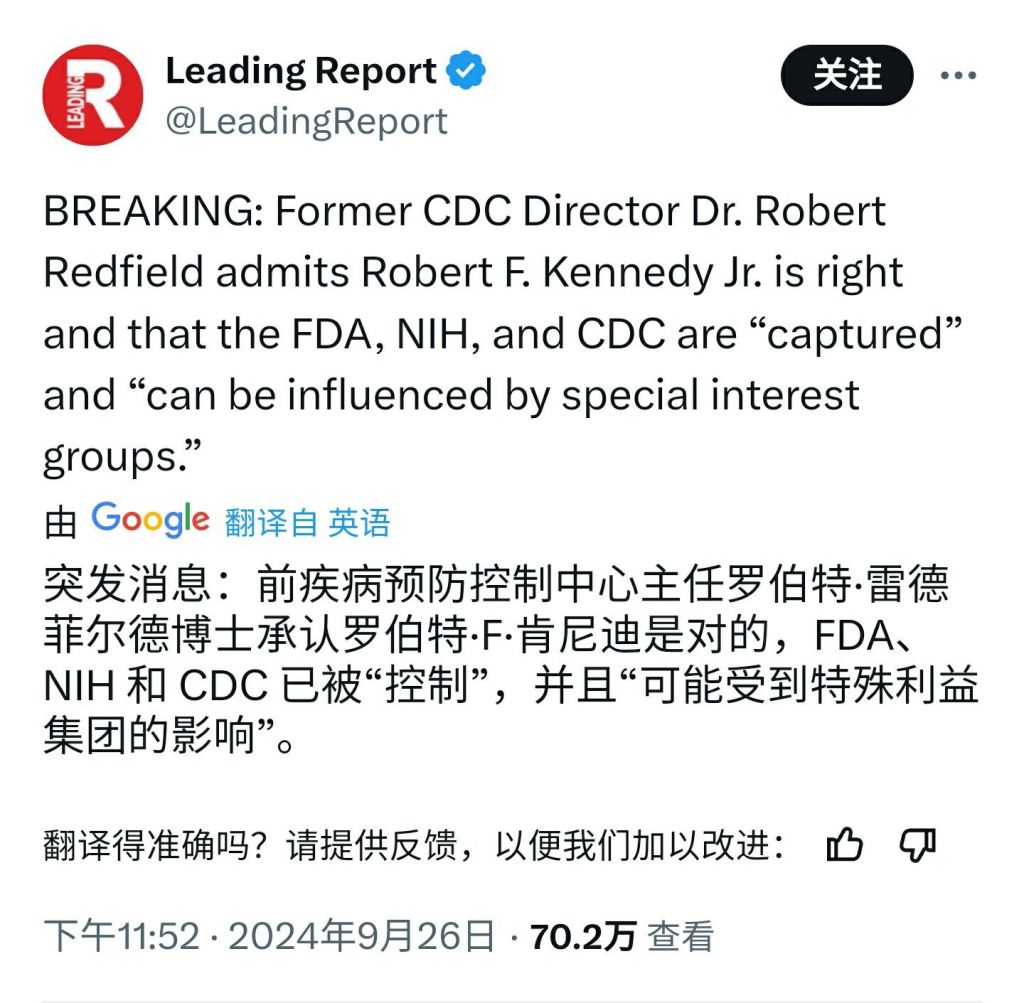 LEADING R
Leading Report
关注
@LeadingReport
BREAKING: Former CDC Director Dr. Robert
Redfield admits Robert F. Kennedy Jr. is right
and that the FDA, NIH, and CDC are “captured”
and “can be influenced by special interest
groups.”
由 Google 翻译自 英语
突发消息：前疾病预防控制中心主任罗伯特·雷德
菲尔德博士承认罗伯特·F·肯尼迪是对的，FDA、
NIH 和 CDC 已被“控制”，并且“可能受到特殊利益
集团的影响”。
翻译得准确吗？请提供反馈，以便我们加以改进：
下午11:52 · 2024年9月26日 · 70.2万 查看